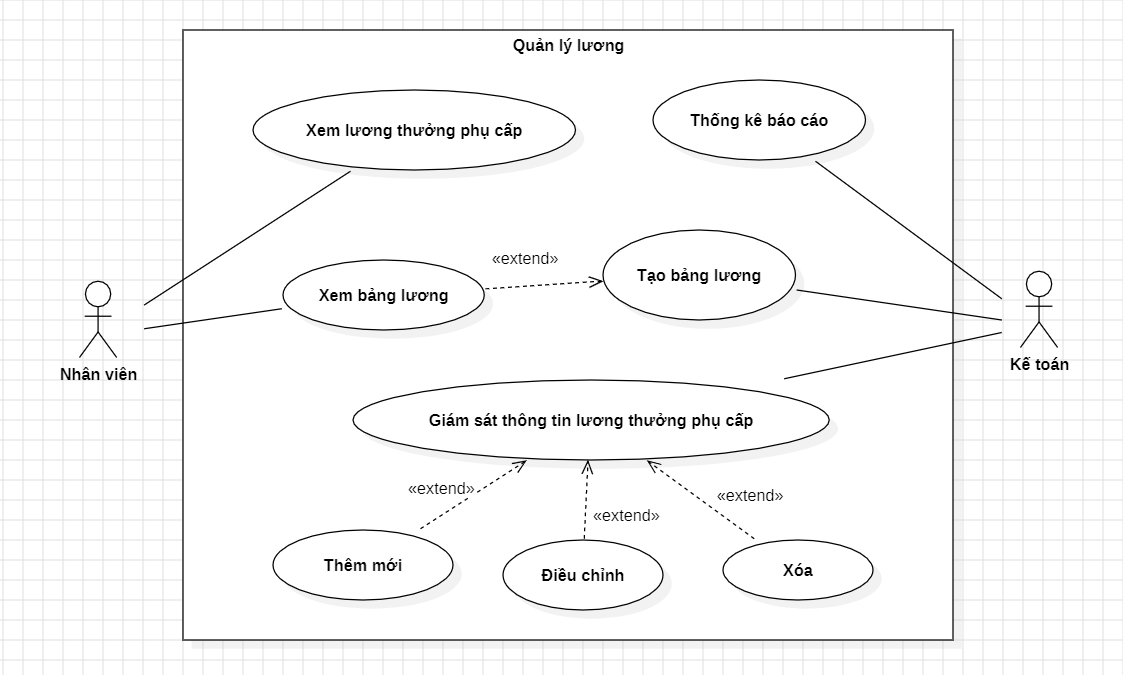 Quản lý lương
Xem lương thưởng phụ cấp
Thống kê báo cáo
«extend»
Xem bảng lương
Tạo bảng lương
Nhân viên
Kế toán
Giám sát thông tin lương thưởng phụ cấp
«extend»
«extend»
«extend»
Thêm mới
Điều chỉnh
Xóa